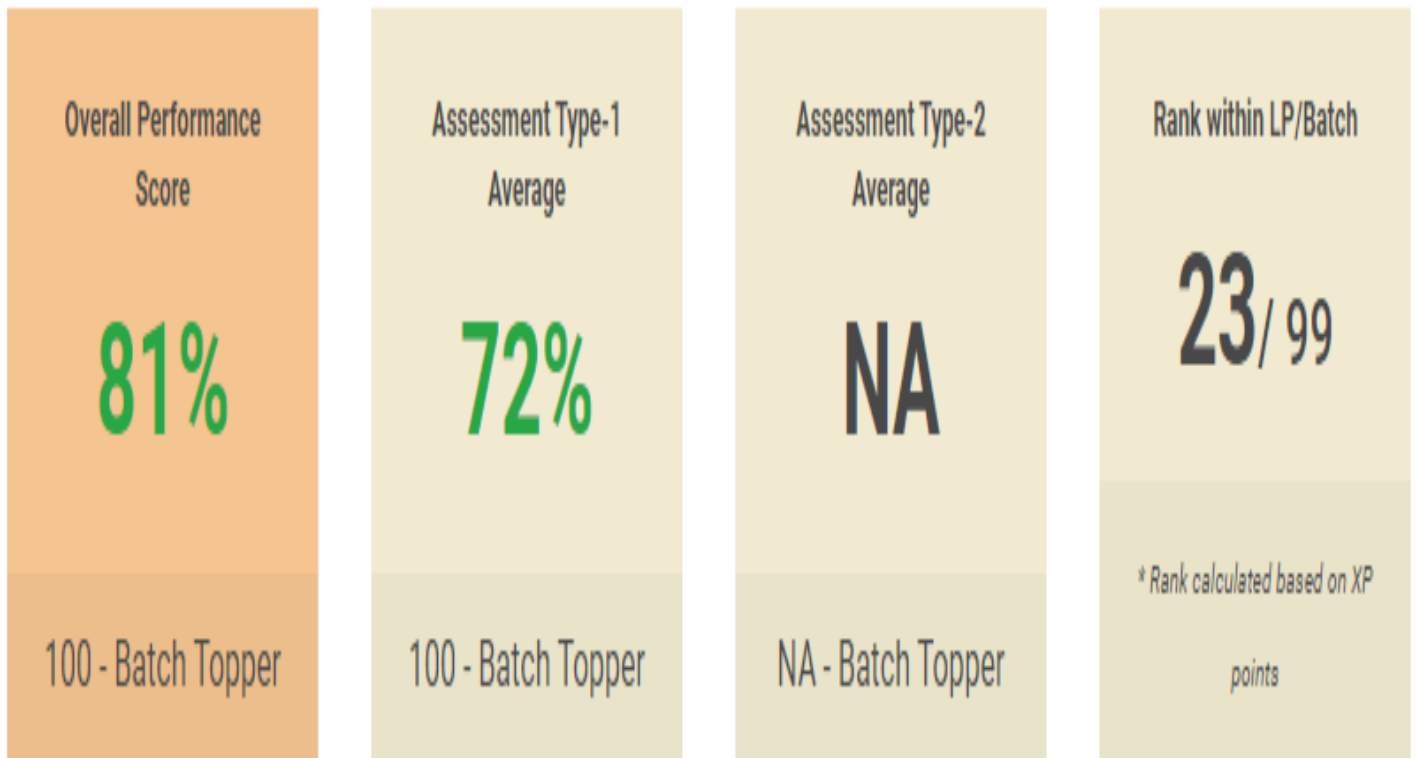 Overall Performance
Score
81%
100 - Batch Topper
Assessment Type-1
Average
72%
100 - Batch Topper
Assessment Type-2
Average
NA
NA - Batch Topper
Rank within LP/Batch
23/ 99
* Rank calculated based on XP
points